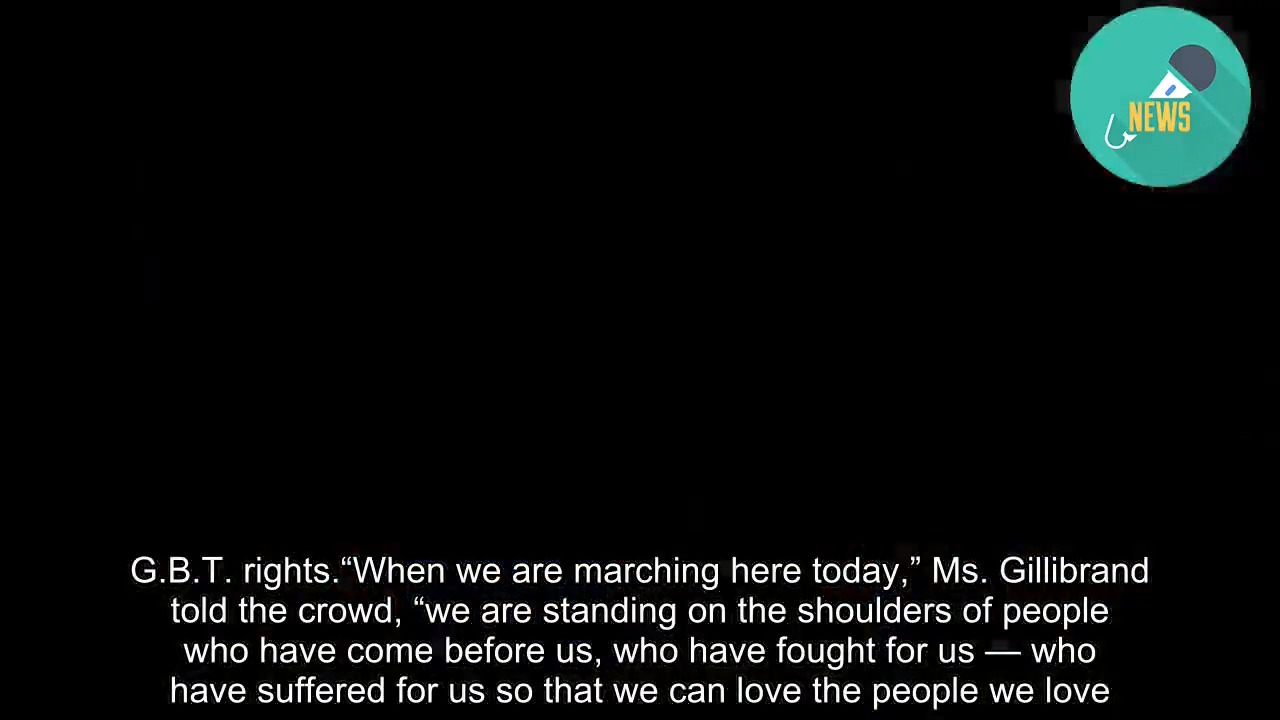 NEWS
G.B.T. rights.“When we are marching here today,” Ms. Gillibrand
told the crowd, “we are standing on the shoulders of people
who have come before us, who have fought for us — who
have suffered for us so that we can love the people we love